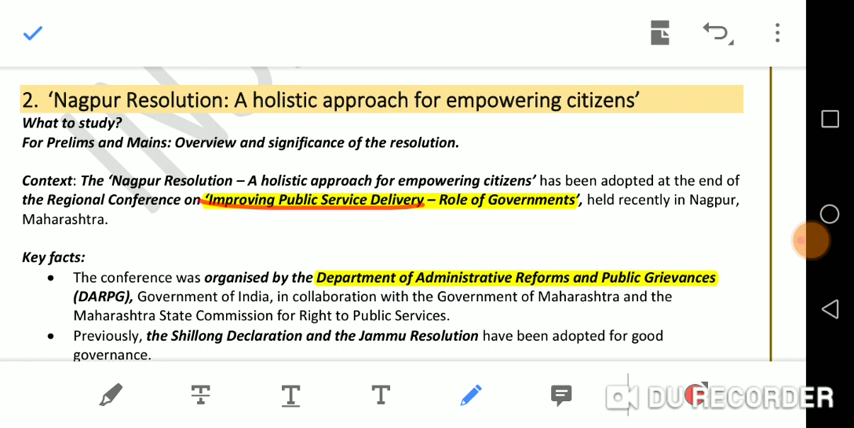 2. ‘Nagpur Resolution: A holistic approach for empowering citizens’
What to study?
For Prelims and Mains: Overview and significance of the resolution.
Context: The ‘Nagpur Resolution – A holistic approach for empowering citizens’ has been adopted at the end of
the Regional Conference on ‘Improving Public Service Delivery – Role of Governments’, held recently in Nagpur,
Maharashtra.
Key facts:
• The conference was organised by the Department of Administrative Reforms and Public Grievances
(DARPG), Government of India, in collaboration with the Government of Maharashtra and the
Maharashtra State Commission for Right to Public Services.
• Previously, the Shillong Declaration and the Jammu Resolution have been adopted for good
governance.
T T T
DU RECORDER